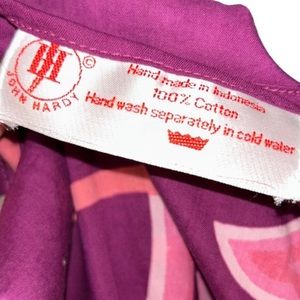 JOHN HARDY
©
Hand made in Indonesia
100% Cotton
Hand wash separately in cold water